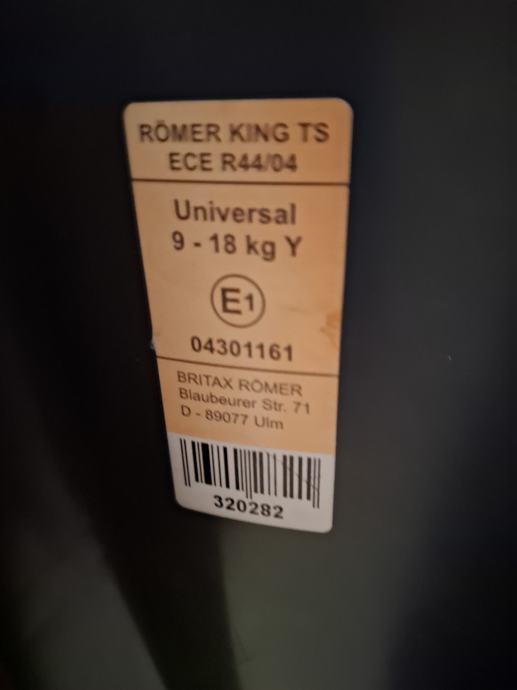 RÖMER KING TS
ECE R44/04
Universal
9 - 18 kg Y
E1
04301161
BRITAX RÖMER
Blaubeurer Str. 71
D - 89077 Ulm
320282